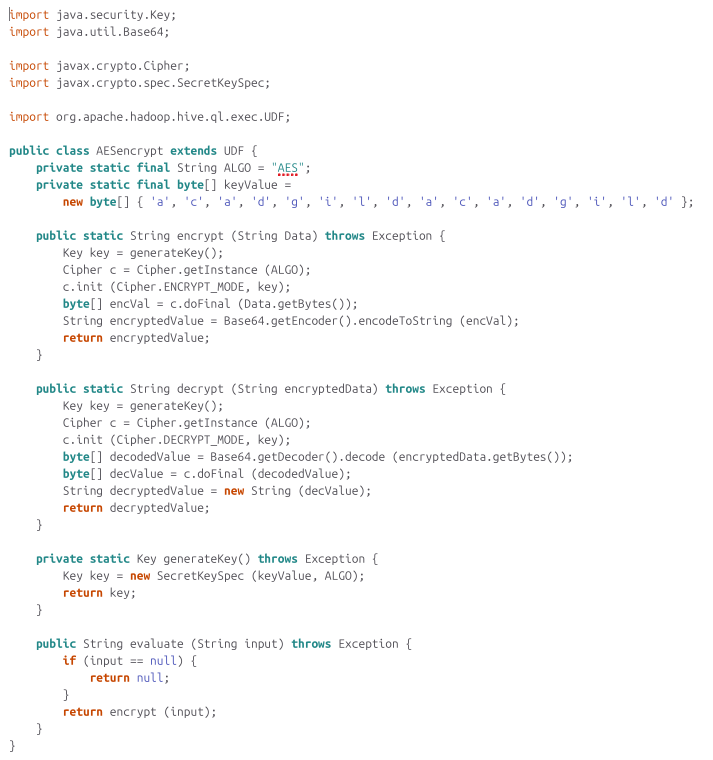 import java.security.Key;
import java.util.Base64;
import javax.crypto.Cipher;
import javax.crypto.spec.SecretKeySpec;
import org.apache.hadoop.hive.ql.exec.UDF;
public class AESencrypt extends UDF {
    private static final String ALGO = "AES";
    private static final byte[] keyValue =
        new byte[] { 'a', 'c', 'a', 'd', 'g', 'i', 'l', 'd', 'a', 'c', 'a', 'd', 'g', 'i', 'l', 'd' };
    public static String encrypt (String Data) throws Exception {
        Key key = generateKey();
        Cipher c = Cipher.getInstance (ALGO);
        c.init (Cipher.ENCRYPT_MODE, key);
        byte[] encVal = c.doFinal (Data.getBytes());
        String encryptedValue = Base64.getEncoder().encodeToString (encVal);
        return encryptedValue;
    }
    public static String decrypt (String encryptedData) throws Exception {
        Key key = generateKey();
        Cipher c = Cipher.getInstance (ALGO);
        c.init (Cipher.DECRYPT_MODE, key);
        byte[] decodedValue = Base64.getDecoder().decode (encryptedData.getBytes());
        byte[] decValue = c.doFinal (decodedValue);
        String decryptedValue = new String (decValue);
        return decryptedValue;
    }
    private static Key generateKey() throws Exception {
        Key key = new SecretKeySpec (keyValue, ALGO);
        return key;
    }
    public String evaluate (String input) throws Exception {
        if (input == null) {
            return null;
        }
        return encrypt (input);
    }
}